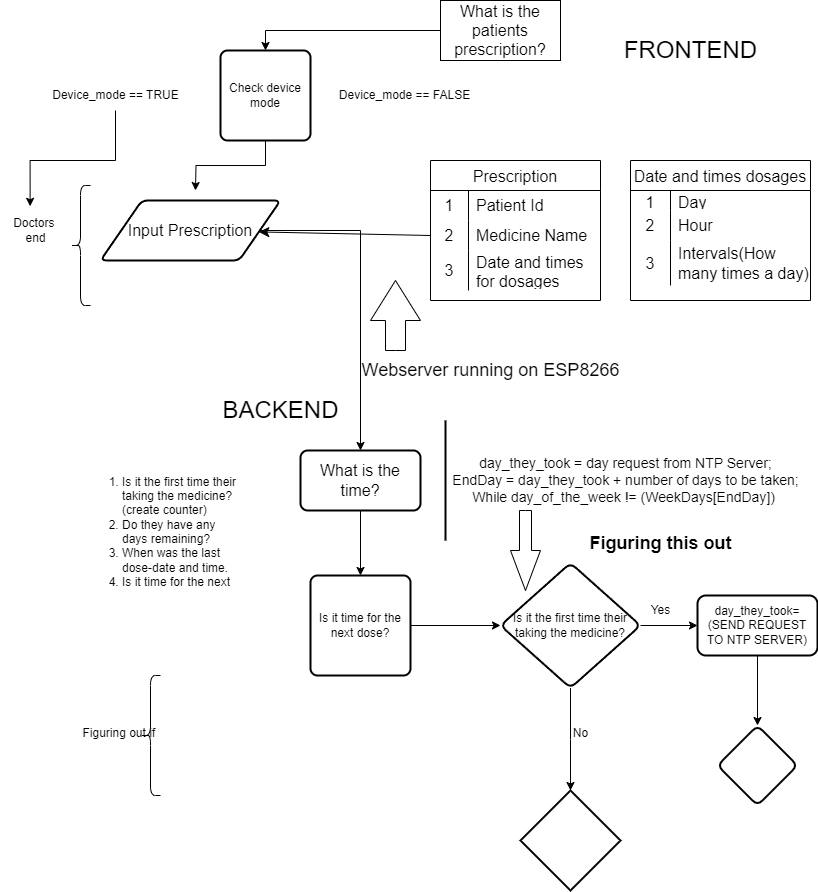 What is the
patients
prescription?
FRONTEND
Check device
mode
Device_mode == TRUE
Device_mode == FALSE
Doctors
end
Input Prescription
Prescription
1 Patient Id
2 Medicine Name
3 Date and times
for dosages
Date and times dosages
1 Day
2 Hour
3 Intervals(How
many times a day)
Webserver running on ESP8266
BACKEND
What is the
time?
day_they_took = day request from NTP Server;
EndDay = day_they_took + number of days to be taken;
While day_of_the_week != (WeekDays[EndDay])
1. Is it the first time their
taking the medicine?
(create counter)
2. Do they have any
days remaining?
3. When was the last
dose-date and time.
4. Is it time for the next
Figuring this out
Is it time for the
next dose?
Is it the first time their
taking the medicine?
Yes
day_they_took=
(SEND REQUEST
TO NTP SERVER)
Figuring out if
No